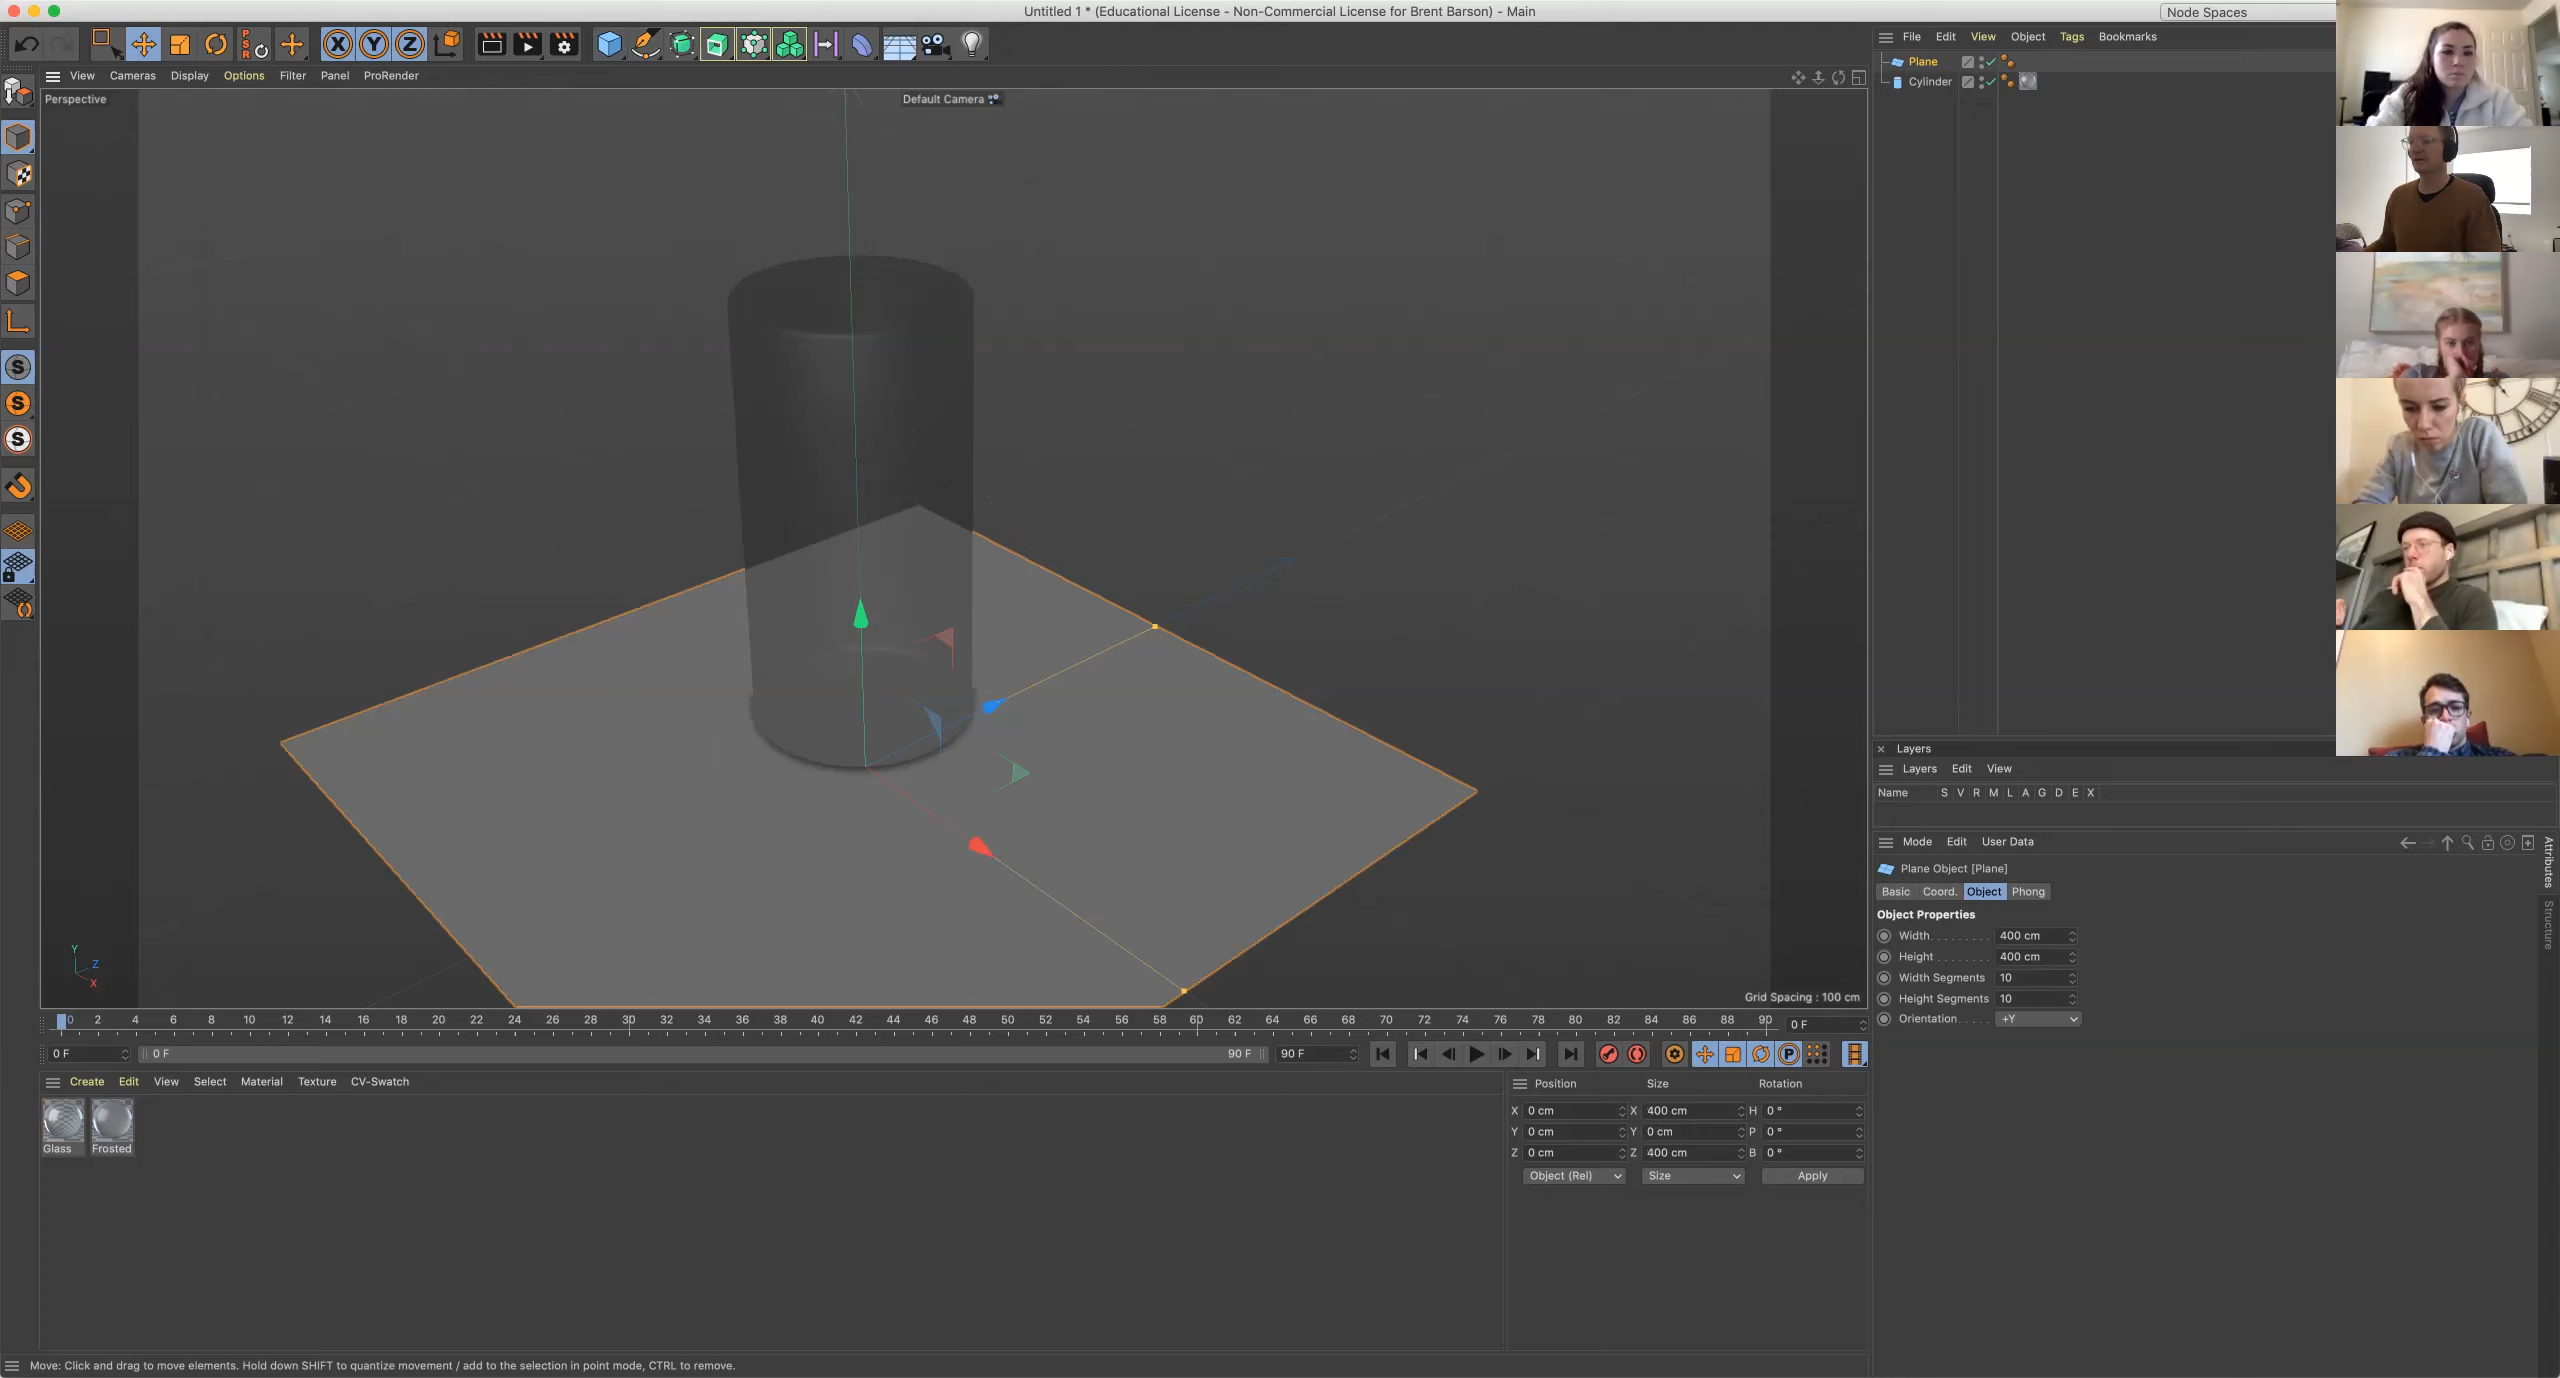 Untitled 1 * (Educational License - Non-Commercial License for Brent Barson) - Main
Node Spaces
PSR
X Y Z
File Edit View Object Tags Bookmarks
View Cameras Display Options Filter Panel ProRender
Plane
Cylinder
Perspective
Default Camera
S
S
S
Layers
Layers Edit View
Name S V R M L A G D E X
Mode Edit User Data
Attributes
Structure
Plane Object [Plane]
Basic Coord. Object Phong
Object Properties
Width 400 cm
Height 400 cm
Width Segments 10
Height Segments 10
Orientation +Y
Y
Z
X
Grid Spacing : 100 cm
0 2 4 6 8 10 12 14 16 18 20 22 24 26 28 30 32 34 36 38 40 42 44 46 48 50 52 54 56 58 60 62 64 66 68 70 72 74 76 78 80 82 84 86 88 90
0 F
0 F 0 F 90 F 90 F
P
Create Edit View Select Material Texture CV-Swatch
Position Size Rotation
Glass Frosted
X 0 cm X 400 cm H 0 °
Y 0 cm Y 0 cm P 0 °
Z 0 cm Z 400 cm B 0 °
Object (Rel) Size Apply
Move: Click and drag to move elements. Hold down SHIFT to quantize movement / add to the selection in point mode, CTRL to remove.